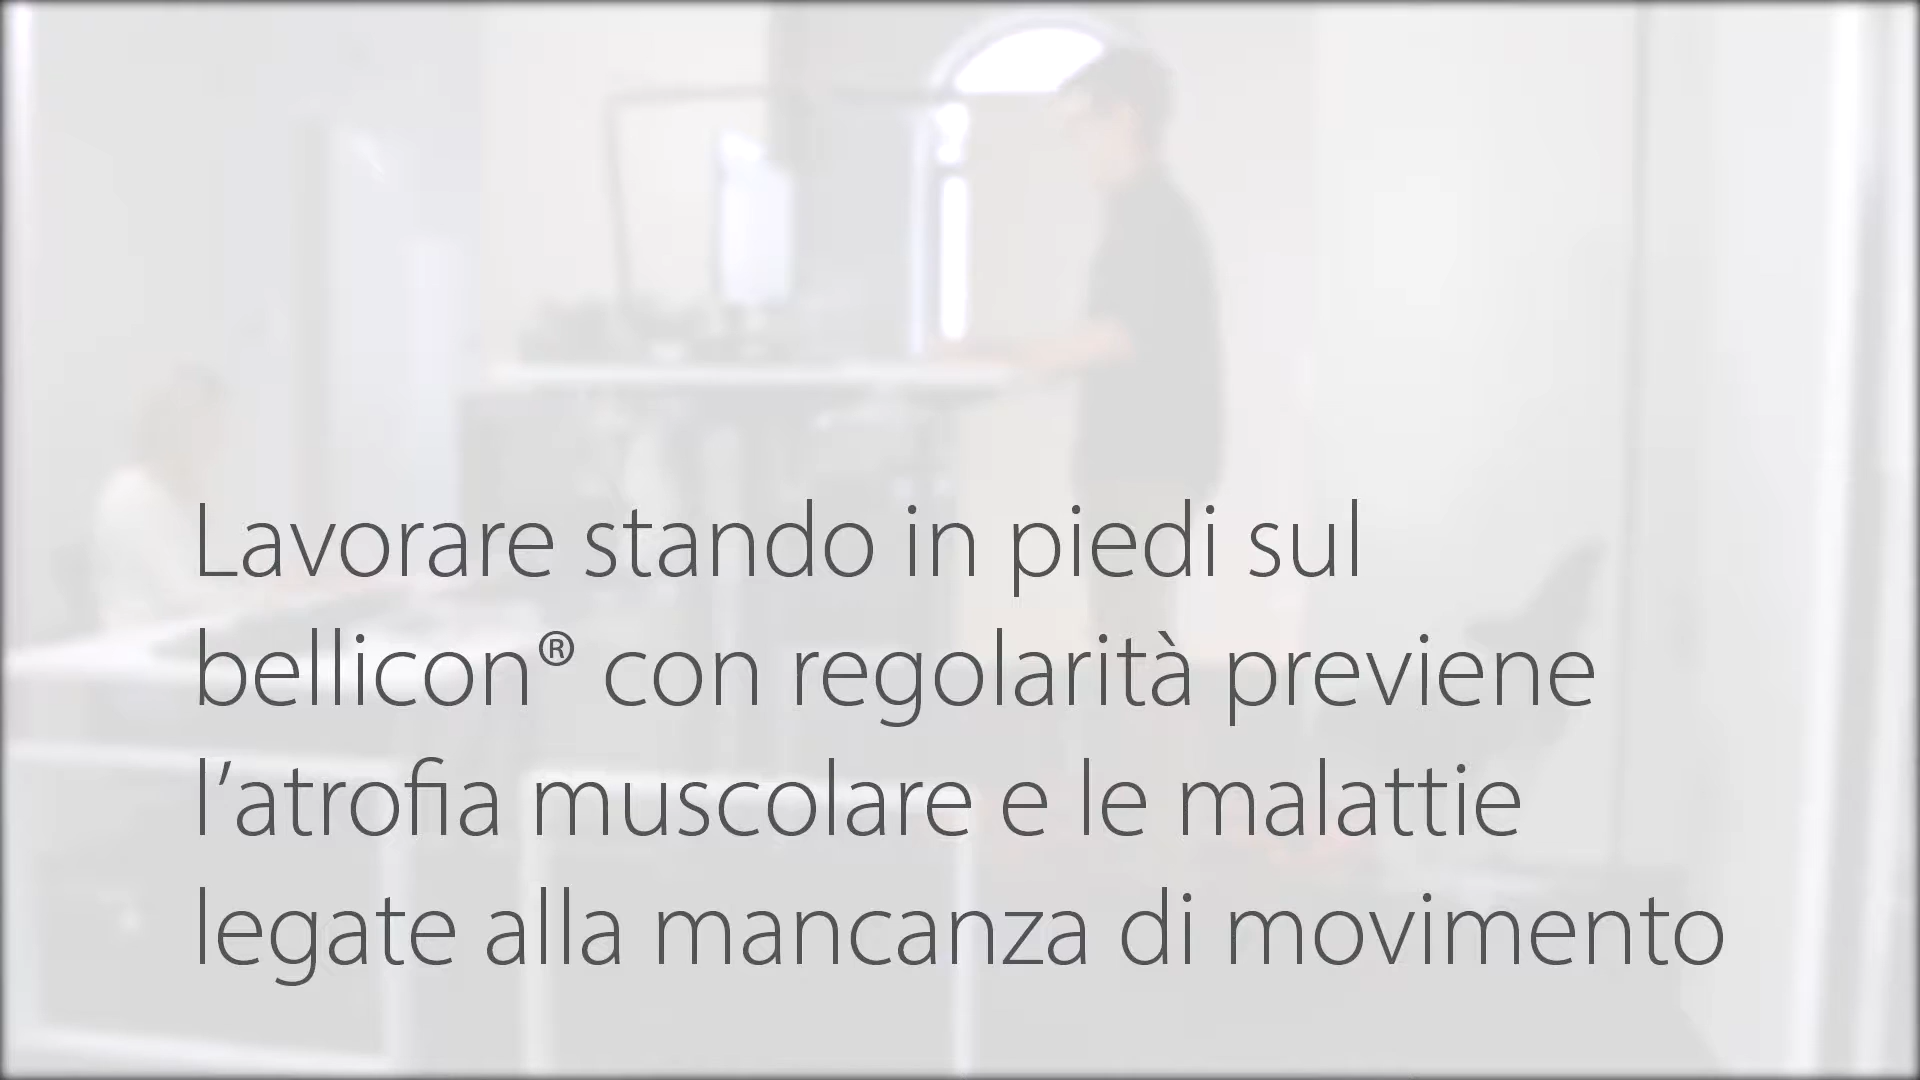 Lavorare stando in piedi sul
bellicon® con regolarità previene
l’atrofia muscolare e le malattie
legate alla mancanza di movimento